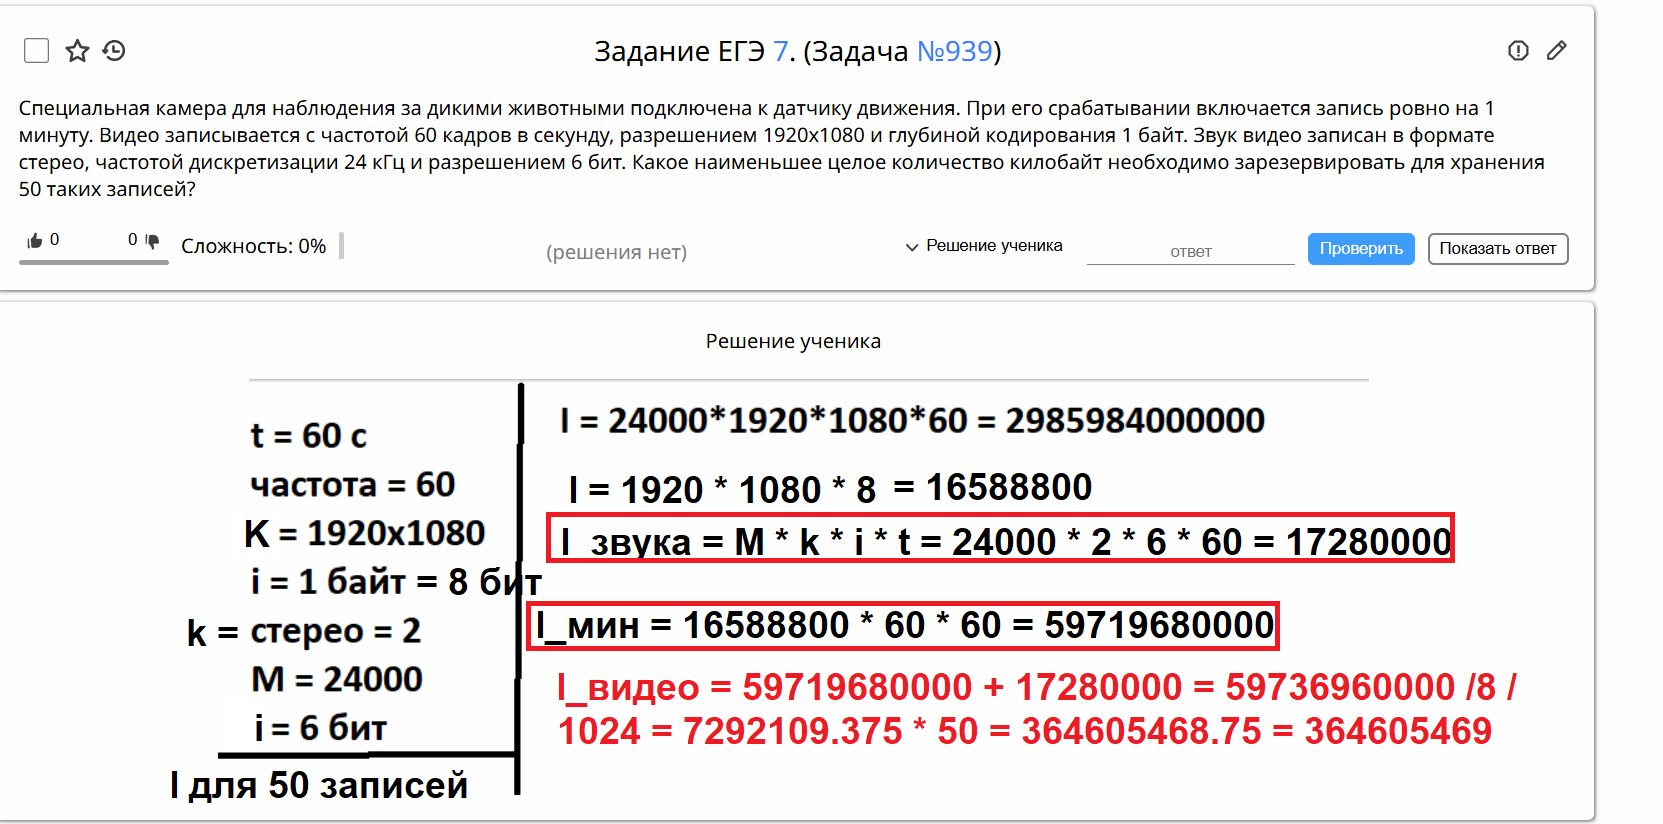 Задание ЕГЭ 7. (Задача №939)
Специальная камера для наблюдения за дикими животными подключена к датчику движения. При его срабатывании включается запись ровно на 1
минуту. Видео записывается с частотой 60 кадров в секунду, разрешением 1920x1080 и глубиной кодирования 1 байт. Звук видео записан в формате
стерео, частотой дискретизации 24 кГц и разрешением 6 бит. Какое наименьшее целое количество килобайт необходимо зарезервировать для хранения
50 таких записей?
0 0 Сложность: 0% (решения нет) Решение ученика ответ Проверить Показать ответ
Решение ученика
t = 60 с
частота = 60
K = 1920x1080
i = 1 байт = 8 бит
k = стерео = 2
M = 24000
i = 6 бит
I для 50 записей
I = 24000*1920*1080*60 = 2985984000000
I = 1920 * 1080 * 8 = 16588800
I_звука = M * k * i * t = 24000 * 2 * 6 * 60 = 17280000
I_мин = 16588800 * 60 * 60 = 59719680000
I_видео = 59719680000 + 17280000 = 59736960000 /8 /
1024 = 7292109.375 * 50 = 364605468.75 = 364605469